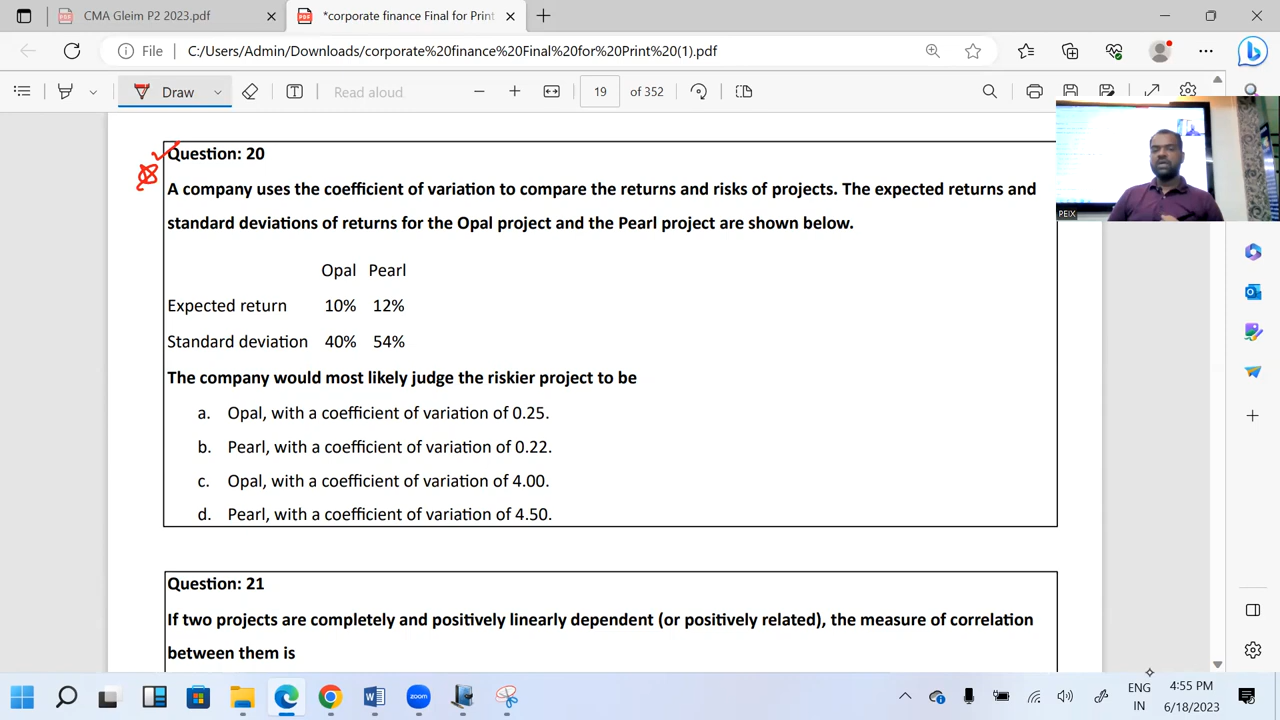 CMA Gleim P2 2023.pdf
*corporate finance Final for Print
File
C:/Users/Admin/Downloads/corporate%20finance%20Final%20for%20Print%20(1).pdf
Draw
Read aloud
19
of 352
Question: 20
A company uses the coefficient of variation to compare the returns and risks of projects. The expected returns and
standard deviations of returns for the Opal project and the Pearl project are shown below.
Opal Pearl
Expected return 10% 12%
Standard deviation 40% 54%
The company would most likely judge the riskier project to be
a. Opal, with a coefficient of variation of 0.25.
b. Pearl, with a coefficient of variation of 0.22.
c. Opal, with a coefficient of variation of 4.00.
d. Pearl, with a coefficient of variation of 4.50.
Question: 21
If two projects are completely and positively linearly dependent (or positively related), the measure of correlation
between them is
PEIX
zoom
ENG
IN
4:55 PM
6/18/2023